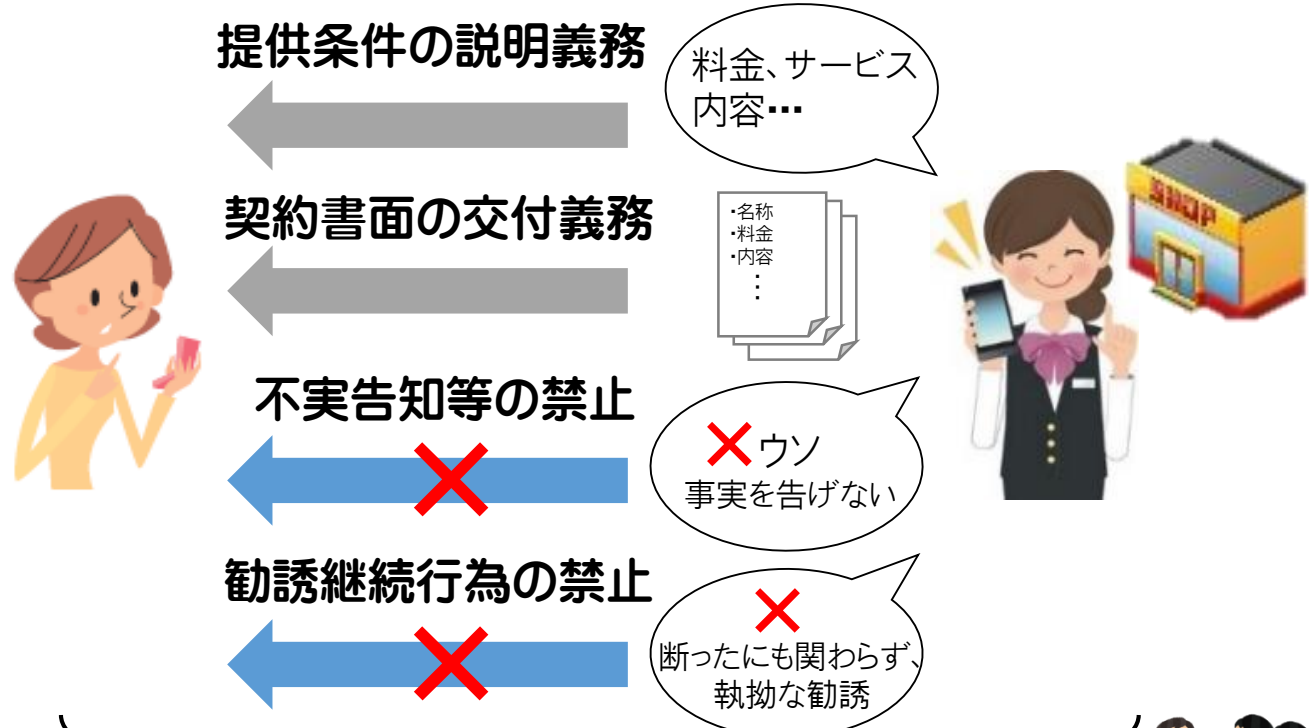 提供条件の説明義務
料金、サービス
内容…
SHOP
契約書面の交付義務
・名称
・料金
・内容
⋮
不実告知等の禁止
×ウソ
事実を告げない
勧誘継続行為の禁止
×
断ったにも関わらず、
執拗な勧誘